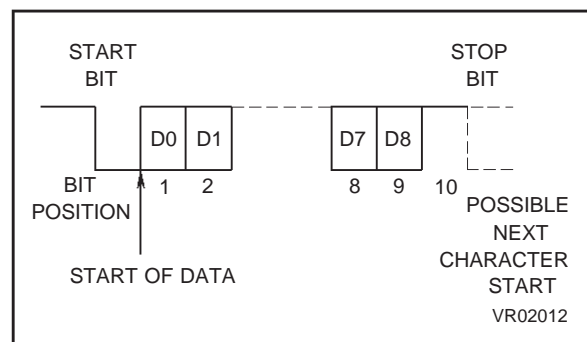 START
BIT
STOP
BIT
D0 D1 D7 D8
BIT
POSITION
1 2 8 9 10
POSSIBLE
NEXT
CHARACTER
START
START OF DATA
VR02012